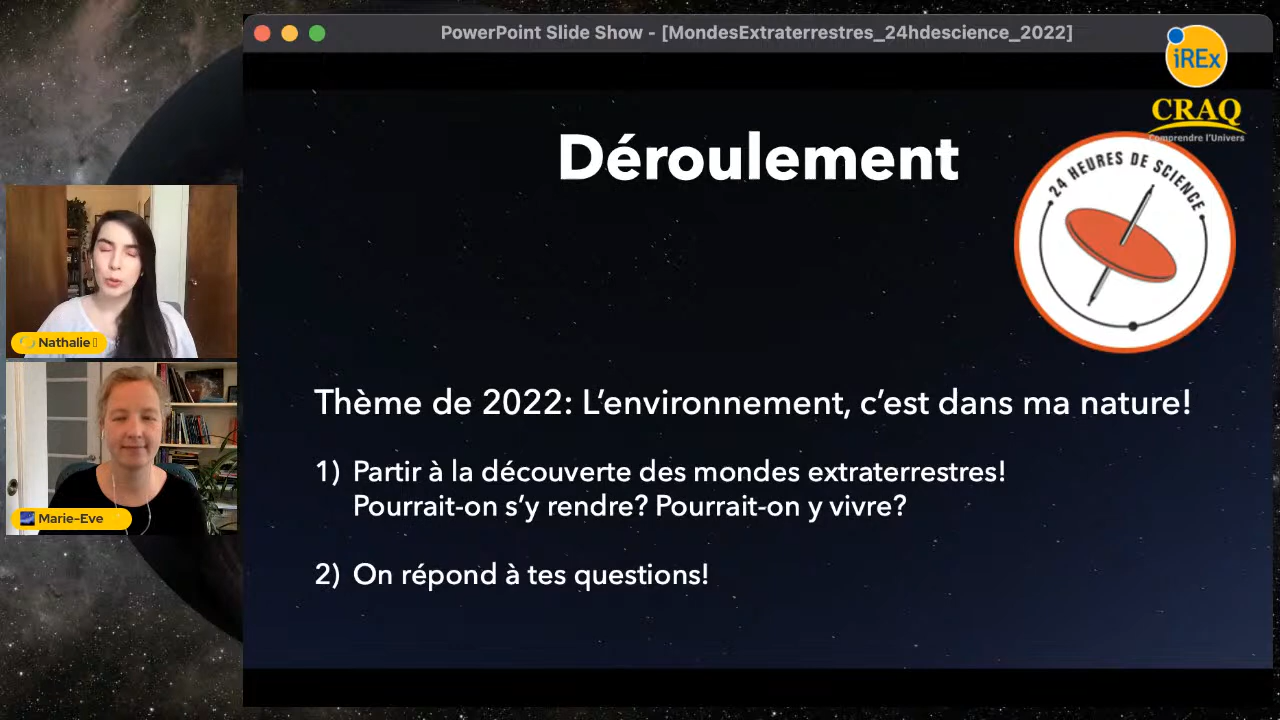 PowerPoint Slide Show - [MondesExtraterrestres_24hdescience_2022]
iREx
CRAQ
Comprendre l'Univers
Déroulement
24 HEURES DE SCIENCE
Nathalie
Marie-Eve
Thème de 2022: L'environnement, c'est dans ma nature!
1) Partir à la découverte des mondes extraterrestres!
Pourrait-on s'y rendre? Pourrait-on y vivre?
2) On répond à tes questions!